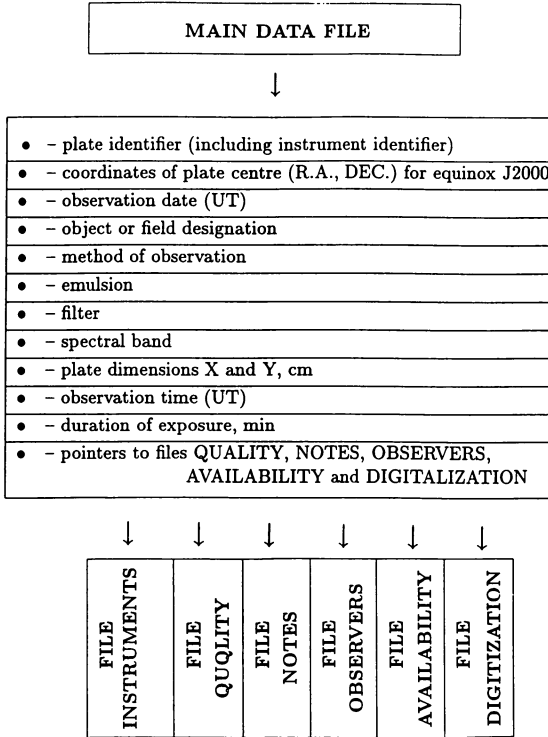 MAIN DATA FILE
↓
• – plate identifier (including instrument identifier)
• – coordinates of plate centre (R.A., DEC.) for equinox J2000
• – observation date (UT)
• – object or field designation
• – method of observation
• – emulsion
• – filter
• – spectral band
• – plate dimensions X and Y, cm
• – observation time (UT)
• – duration of exposure, min
• – pointers to files QUALITY, NOTES, OBSERVERS,
AVAILABILITY and DIGITALIZATION
↓ ↓ ↓ ↓ ↓ ↓
FILE
INSTRUMENTS
FILE
QUQLITY
FILE
NOTES
FILE
OBSERVERS
FILE
AVAILABILITY
FILE
DIGITIZATION